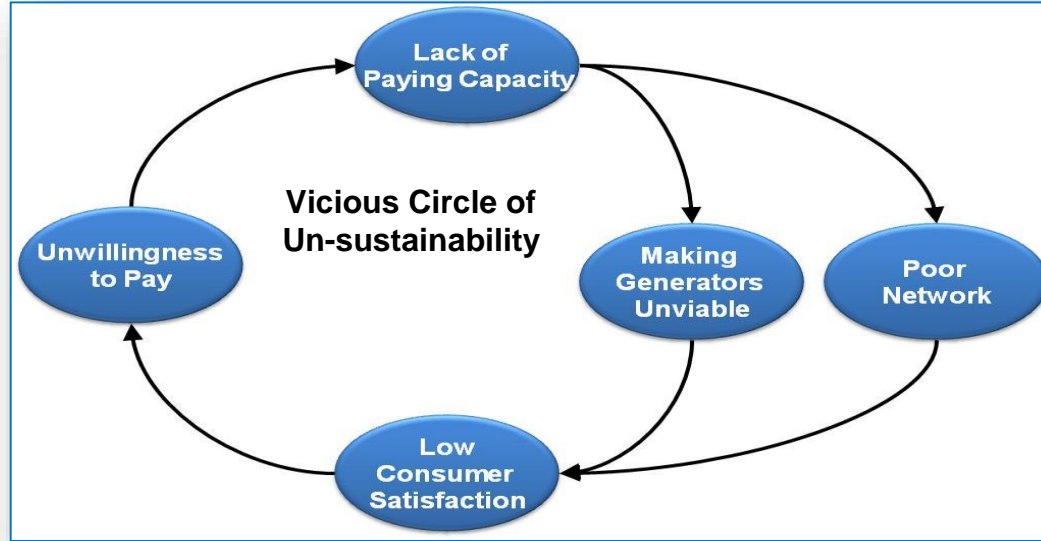 Lack of
Paying Capacity
Vicious Circle of
Un-sustainability
Unwillingness
to Pay
Making
Generators
Unviable
Poor
Network
Low
Consumer
Satisfaction